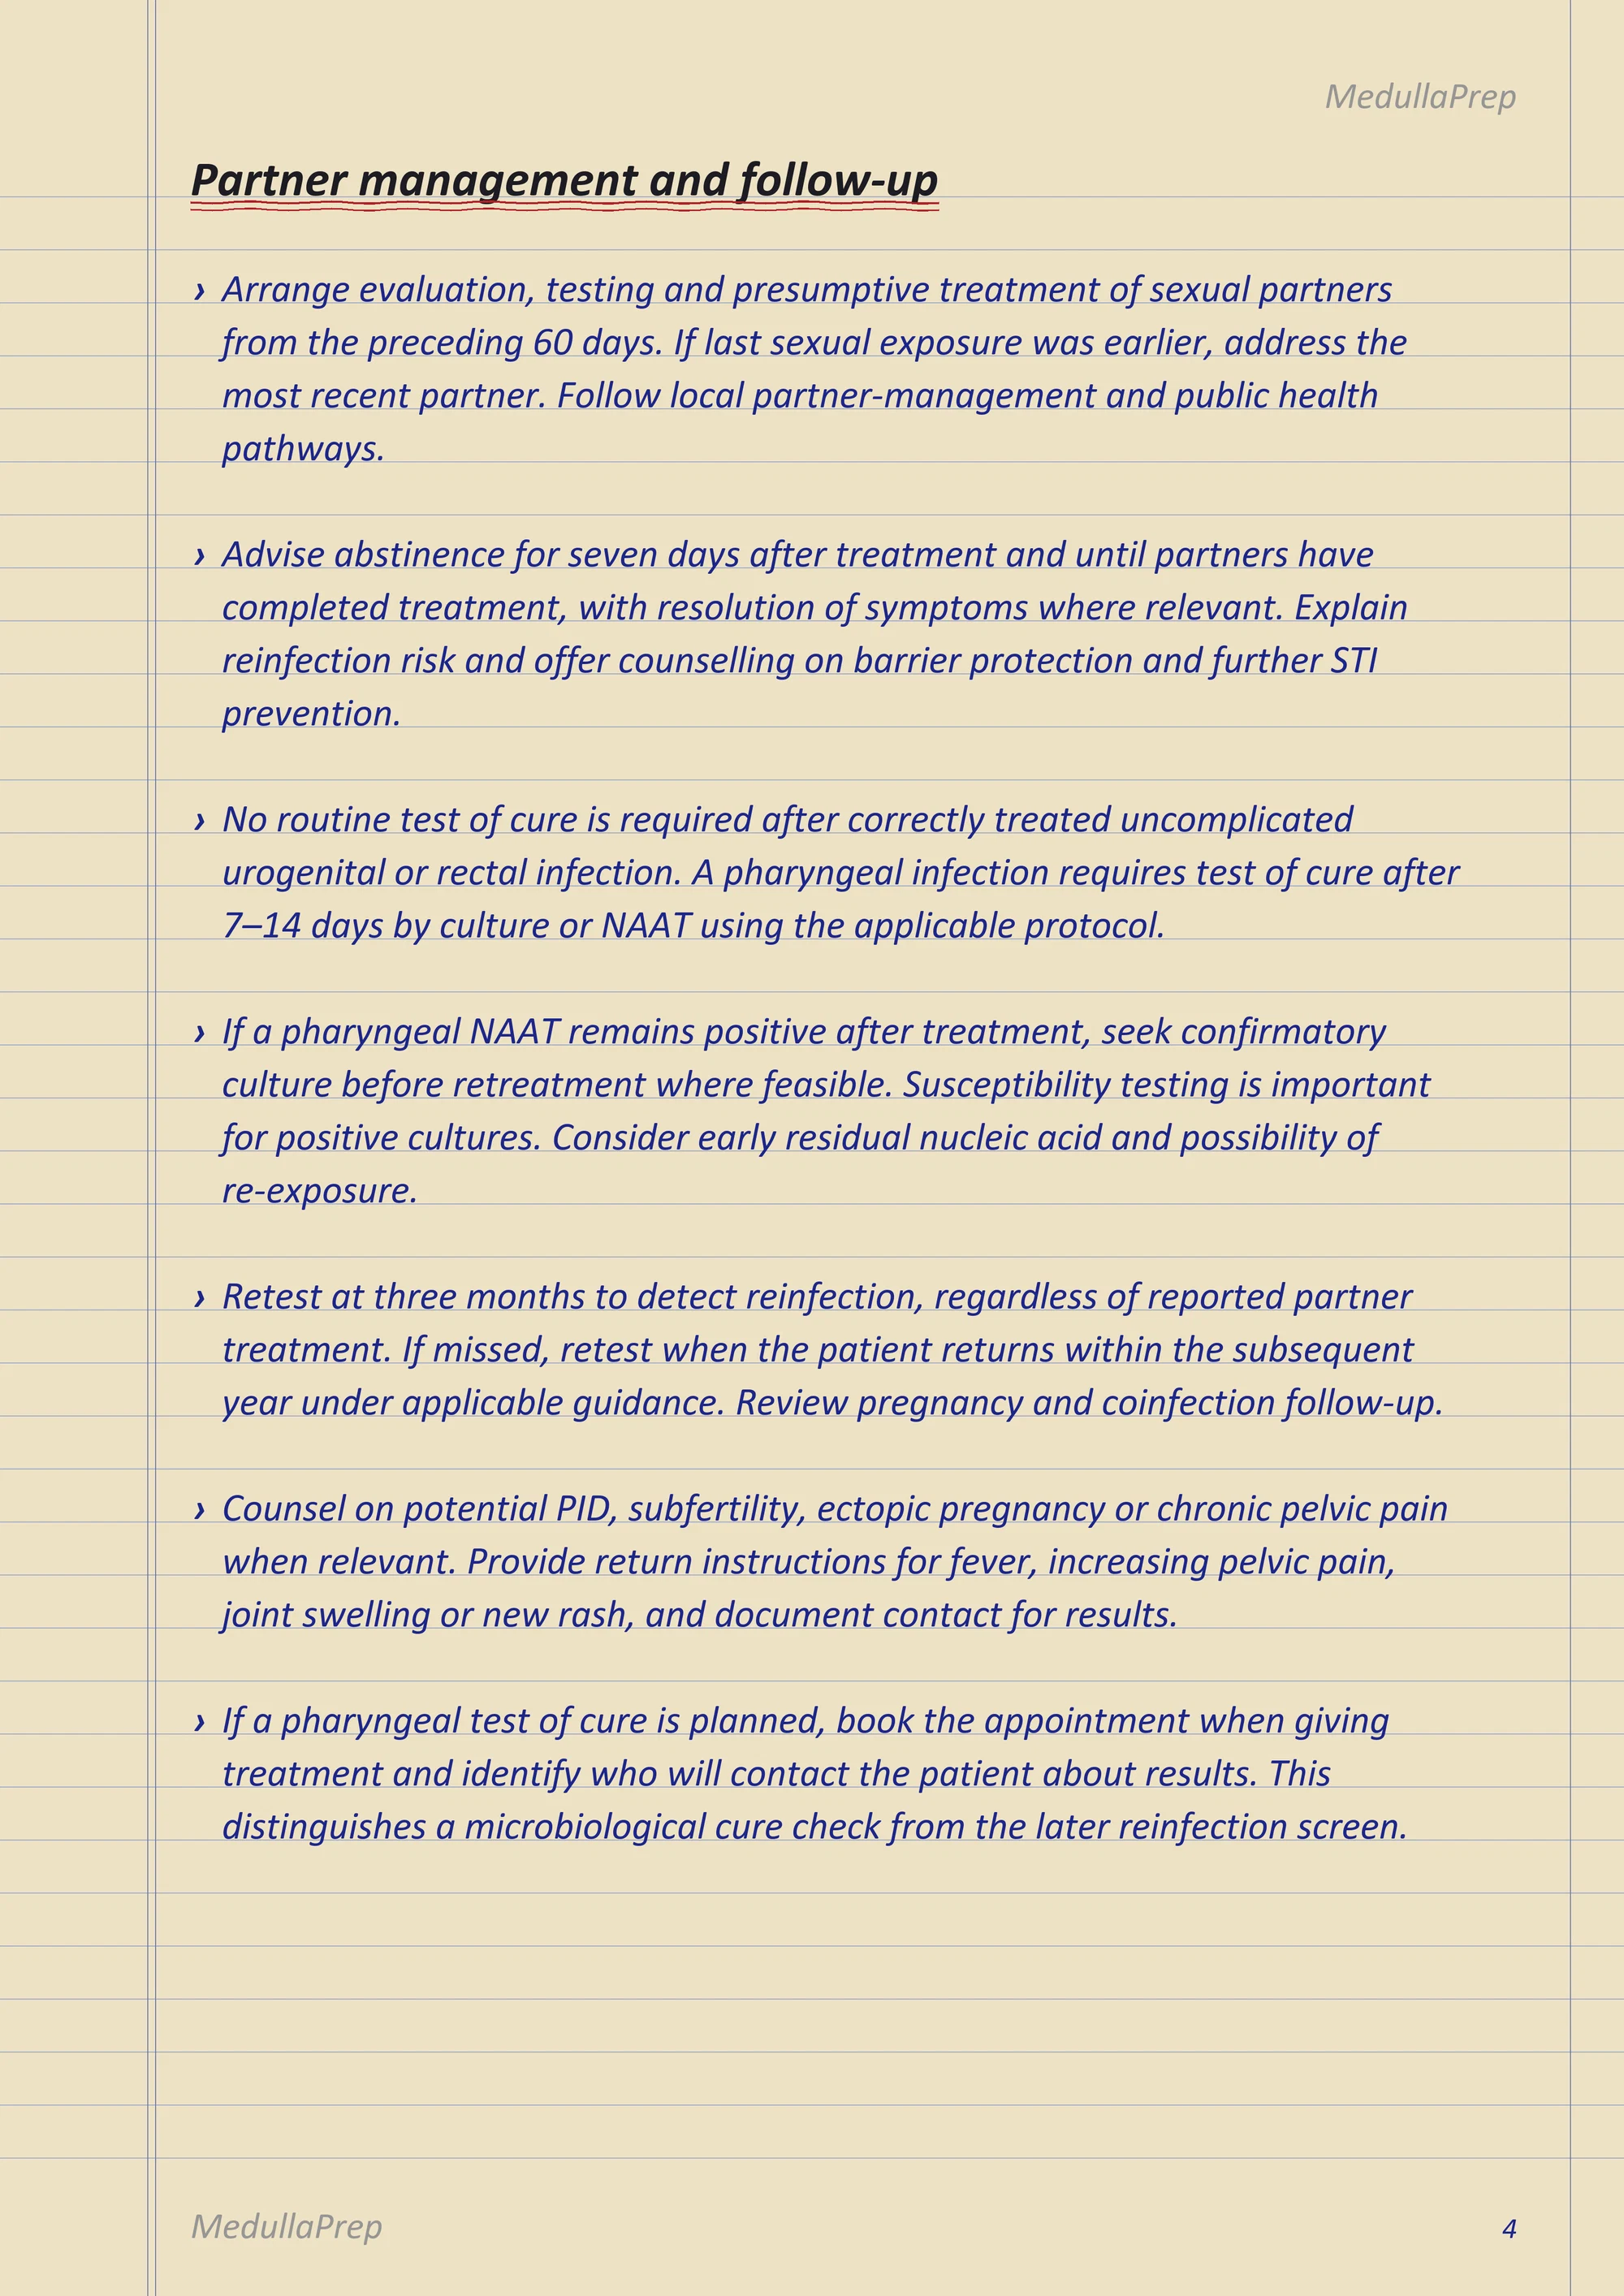 MedullaPrep
Partner management and follow-up
› Arrange evaluation, testing and presumptive treatment of sexual partners
from the preceding 60 days. If last sexual exposure was earlier, address the
most recent partner. Follow local partner-management and public health
pathways.
› Advise abstinence for seven days after treatment and until partners have
completed treatment, with resolution of symptoms where relevant. Explain
reinfection risk and offer counselling on barrier protection and further STI
prevention.
› No routine test of cure is required after correctly treated uncomplicated
urogenital or rectal infection. A pharyngeal infection requires test of cure after
7–14 days by culture or NAAT using the applicable protocol.
› If a pharyngeal NAAT remains positive after treatment, seek confirmatory
culture before retreatment where feasible. Susceptibility testing is important
for positive cultures. Consider early residual nucleic acid and possibility of
re-exposure.
› Retest at three months to detect reinfection, regardless of reported partner
treatment. If missed, retest when the patient returns within the subsequent
year under applicable guidance. Review pregnancy and coinfection follow-up.
› Counsel on potential PID, subfertility, ectopic pregnancy or chronic pelvic pain
when relevant. Provide return instructions for fever, increasing pelvic pain,
joint swelling or new rash, and document contact for results.
› If a pharyngeal test of cure is planned, book the appointment when giving
treatment and identify who will contact the patient about results. This
distinguishes a microbiological cure check from the later reinfection screen.
MedullaPrep
4